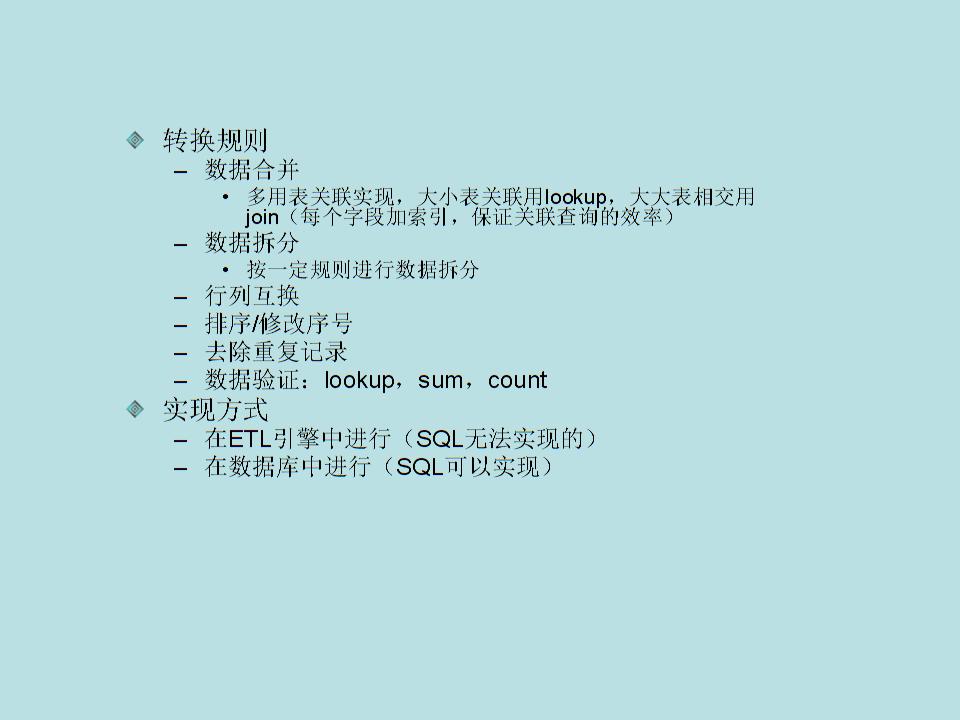 转换规则
– 数据合并
• 多用表关联实现，大小表关联用lookup，大大表相交用
join（每个字段加索引，保证关联查询的效率）
– 数据拆分
• 按一定规则进行数据拆分
– 行列互换
– 排序/修改序号
– 去除重复记录
– 数据验证：lookup，sum，count
实现方式
– 在ETL引擎中进行（SQL无法实现的）
– 在数据库中进行（SQL可以实现）